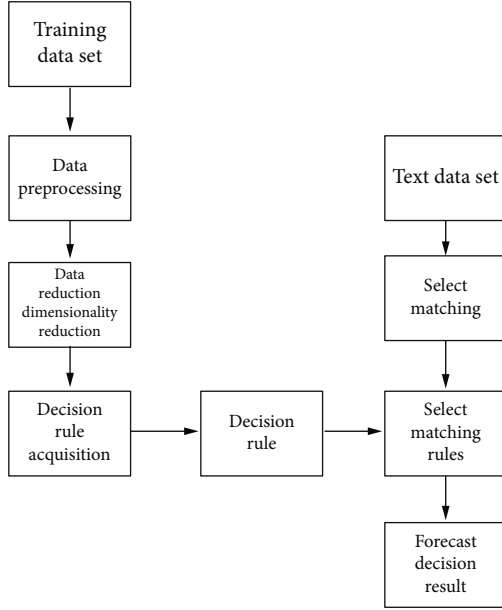 Training
data set
Data
preprocessing
Data
reduction
dimensionality
reduction
Decision
rule
acquisition
Decision
rule
Text data set
Select
matching
Select
matching
rules
Forecast
decision
result